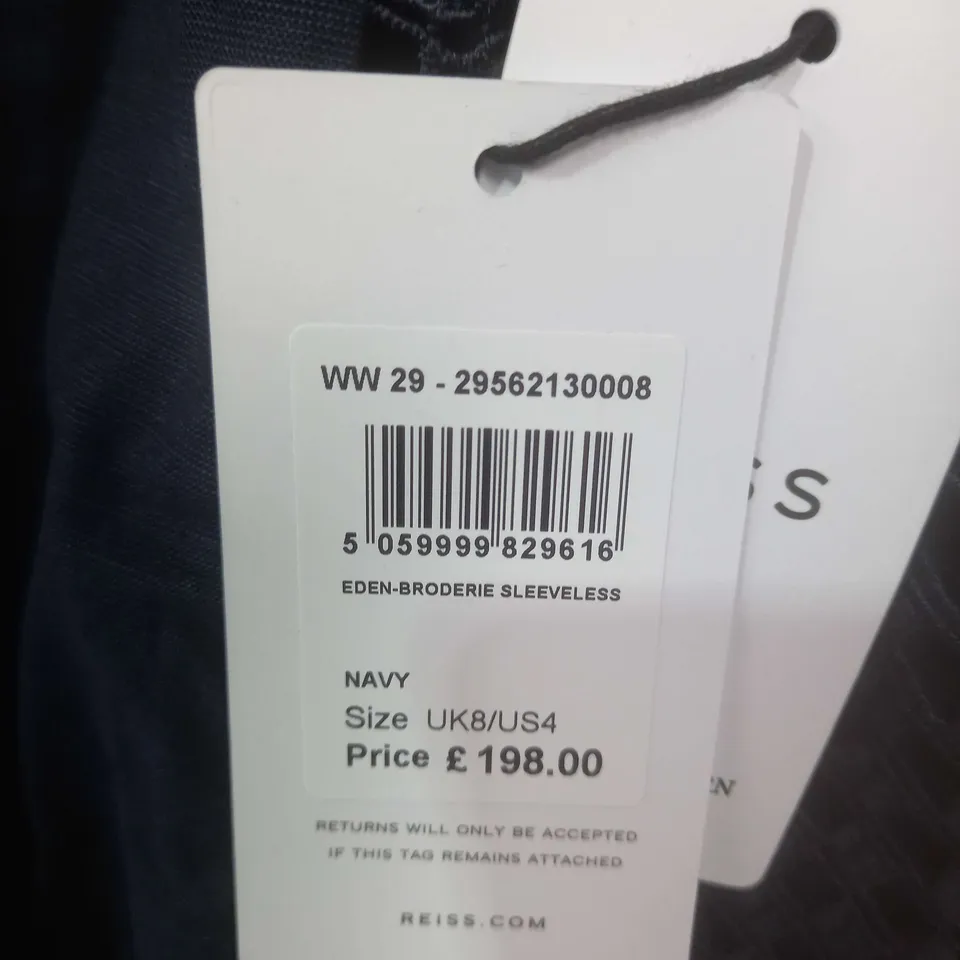 WW 29 - 29562130008
5 059999 829616
EDEN-BRODERIE SLEEVELESS
NAVY
Size UK8/US4
Price £ 198.00
RETURNS WILL ONLY BE ACCEPTED
IF THIS TAG REMAINS ATTACHED
REISS.COM
SS